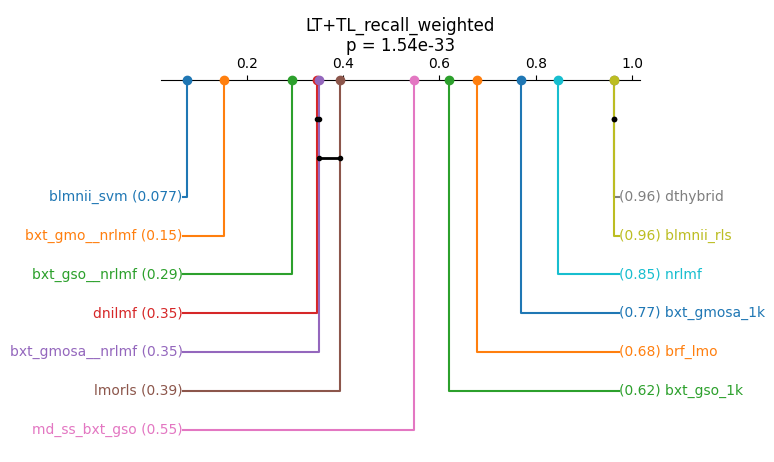 LT+TL_recall_weighted
p = 1.54e-33
0.2 0.4 0.6 0.8 1.0
blmnii_svm (0.077) (0.96) dthybrid
bxt_gmo__nrlmf (0.15) (0.96) blmnii_rls
bxt_gso__nrlmf (0.29) (0.85) nrlmf
dnilmf (0.35) (0.77) bxt_gmosa_1k
bxt_gmosa__nrlmf (0.35) (0.68) brf_lmo
lmorls (0.39) (0.62) bxt_gso_1k
md_ss_bxt_gso (0.55)